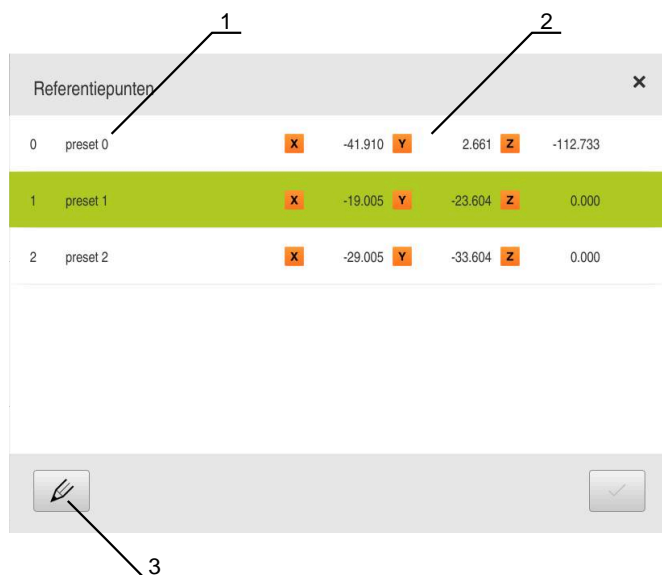 1 2
Referentiepunten ×
0 preset 0 X -41.910 Y 2.661 Z -112.733
1 preset 1 X -19.005 Y -23.604 Z 0.000
2 preset 2 X -29.005 Y -33.604 Z 0.000
3